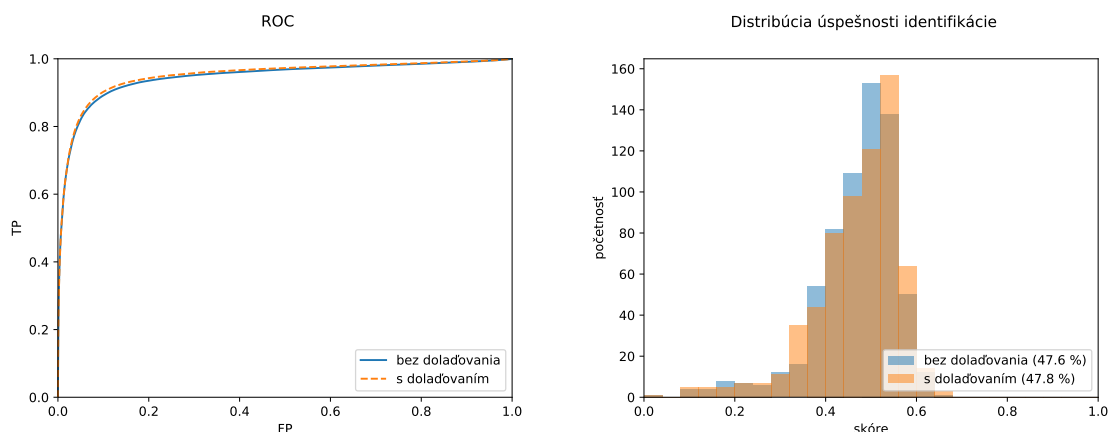 ROC
TP
1.0
0.8
0.6
0.4
0.2
0.0
0.0 0.2 0.4 0.6 0.8 1.0
FP
bez dolaďovania
s dolaďovaním
Distribúcia úspešnosti identifikácie
početnosť
160
140
120
100
80
60
40
20
0
0.0 0.2 0.4 0.6 0.8 1.0
skóre
bez dolaďovania (47.6 %)
s dolaďovaním (47.8 %)